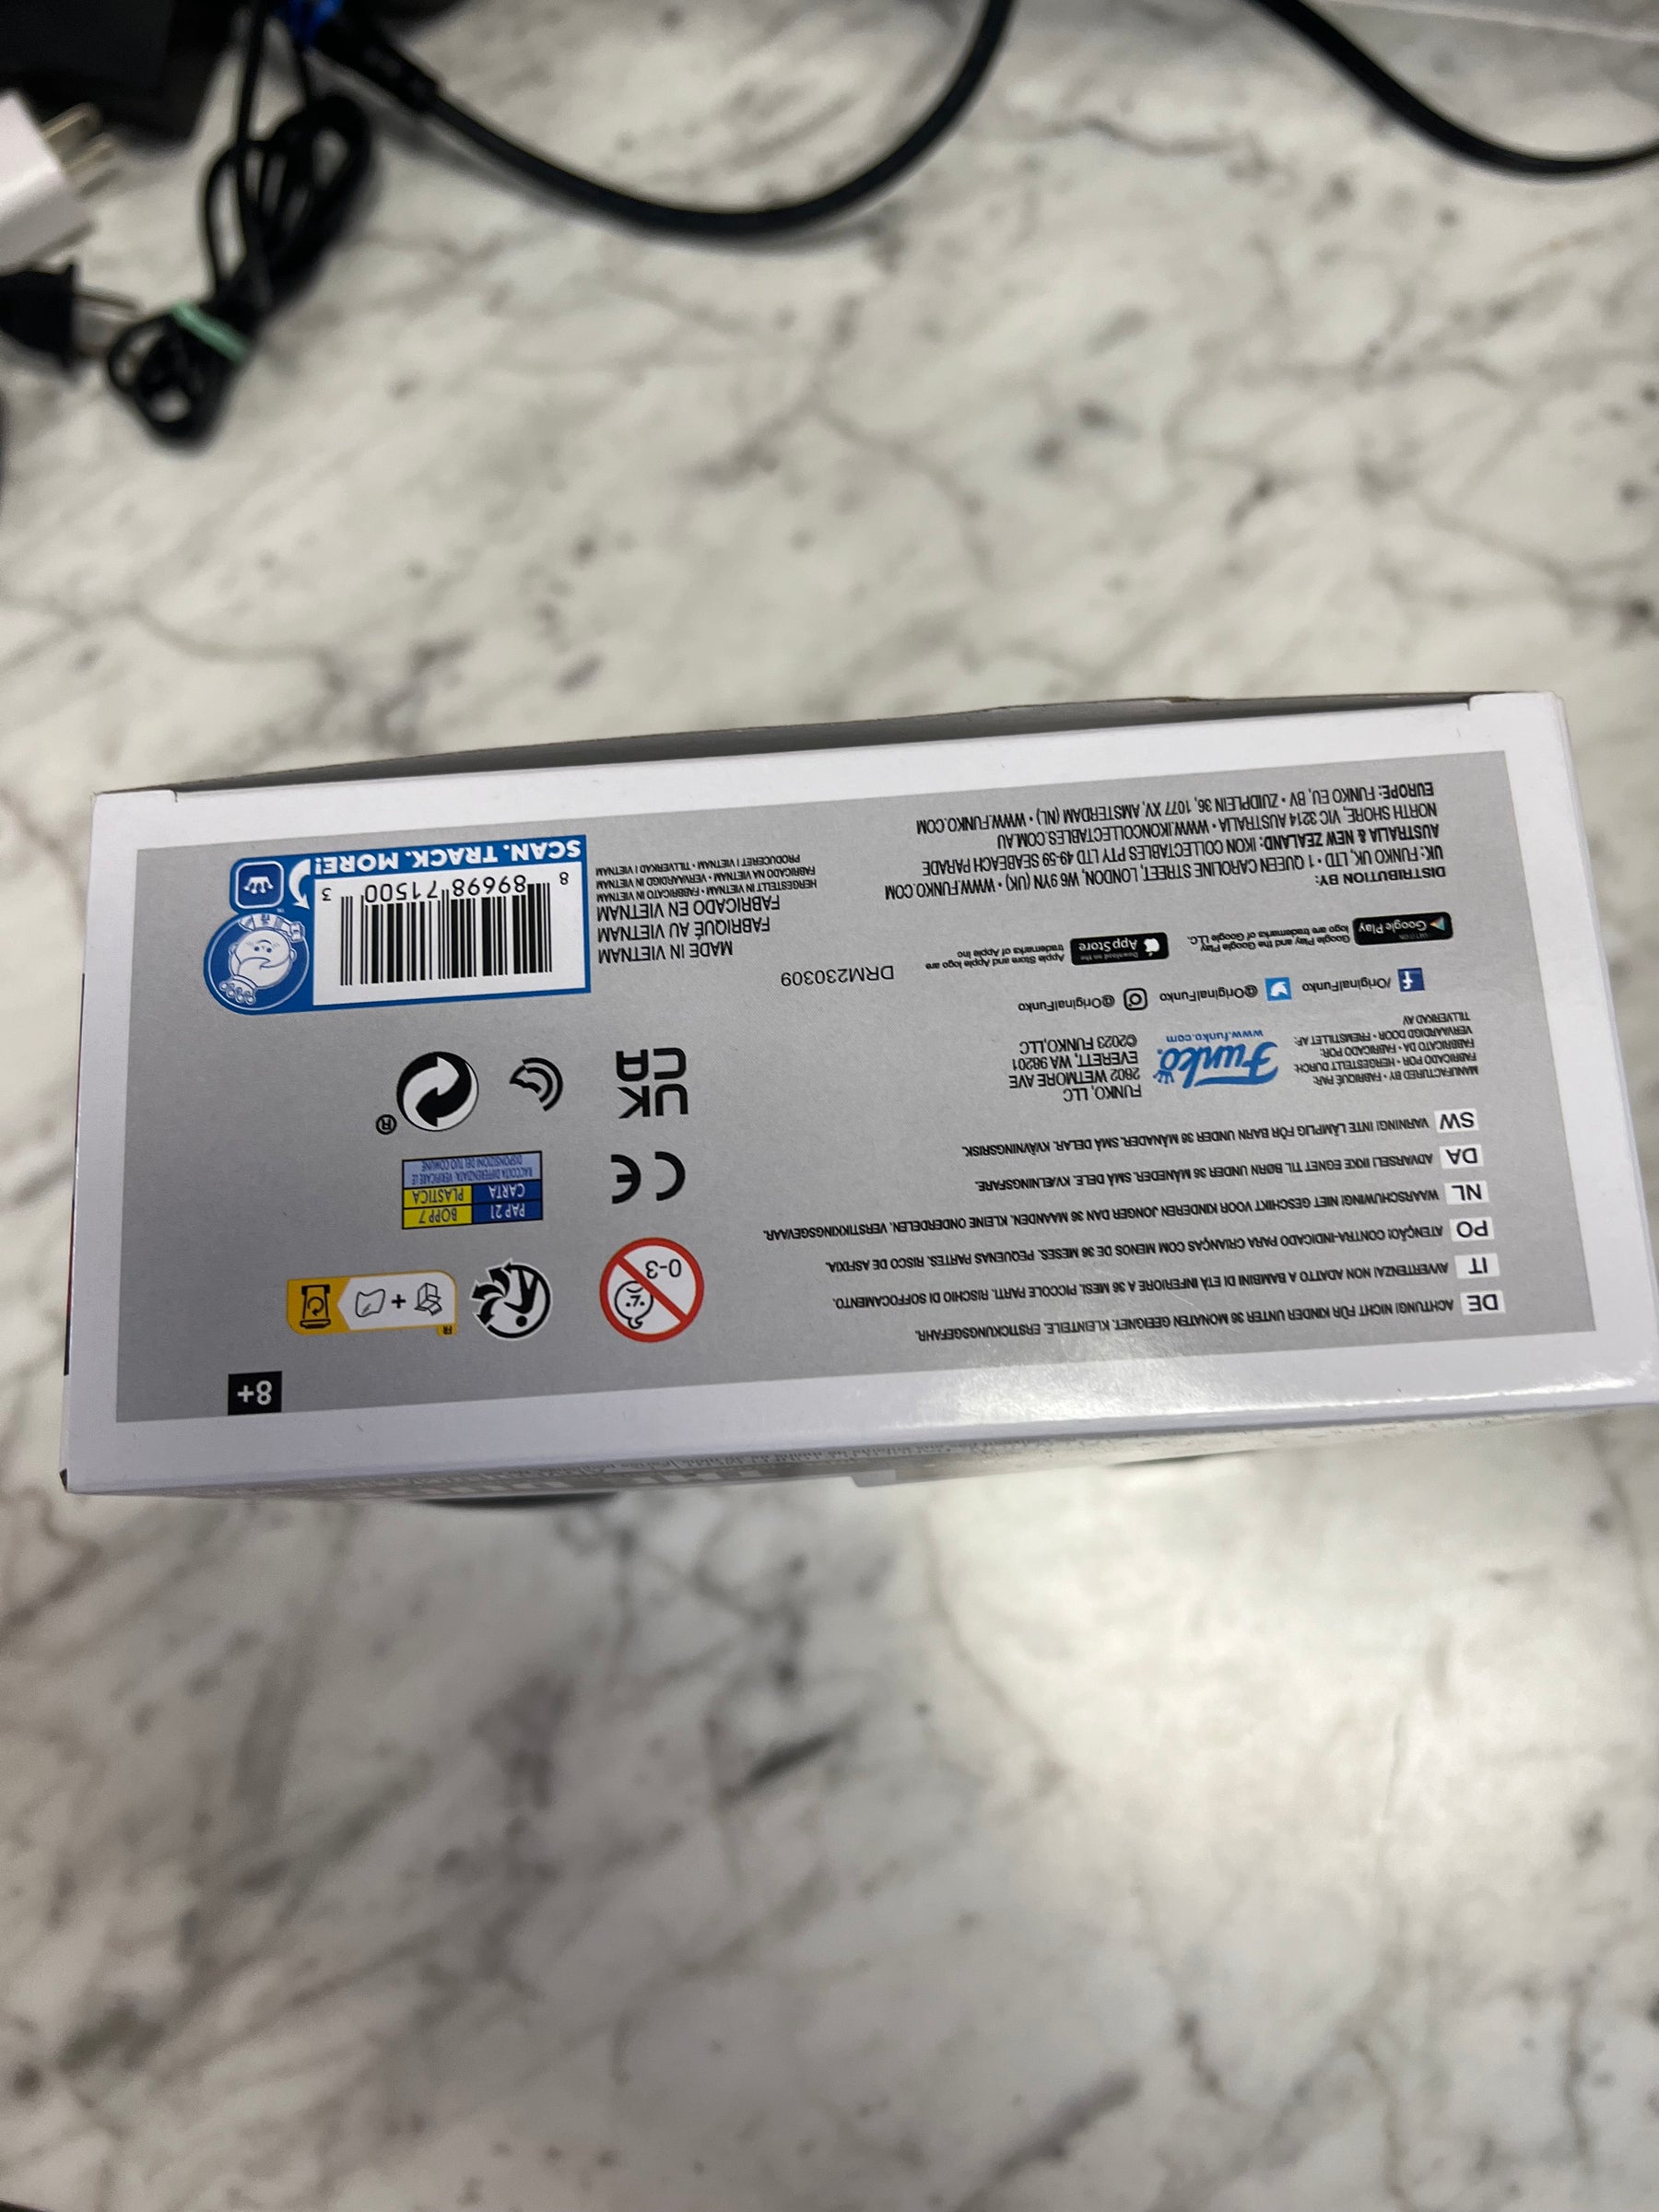 8+
DE ACHTUNG! NICHT FÜR KINDER UNTER 36 MONATEN GEEIGNET. KLEINTEILE. ERSTICKUNGSGEFAHR.
IT AVVERTENZA! NON ADATTO A BAMBINI DI ETÀ INFERIORE A 36 MESI. PICCOLE PARTI. RISCHIO DI SOFFOCAMENTO.
PO ATENÇÃO! CONTRA-INDICADO PARA CRIANÇAS COM MENOS DE 36 MESES. PEQUENAS PARTES. RISCO DE ASFIXIA.
NL WAARSCHUWING! NIET GESCHIKT VOOR KINDEREN JONGER DAN 36 MAANDEN. KLEINE ONDERDELEN. VERSTIKKINGSGEVAAR.
DA ADVARSEL! IKKE EGNET TIL BØRN UNDER 36 MÅNEDER. SMÅ DELE. KVÆLNINGSFARE.
SW VARNING! INTE LÄMPLIG FÖR BARN UNDER 36 MÅNADER. SMÅ DELAR. KVÄVNINGSRISK.
0-3
FR
+
PAP 21 BOPP 7
CARTA PLASTICA
RACCOLTA DIFFERENZIATA. VERIFICARE LE
DISPOSIZIONI DEL TUO COMUNE
CE
UK
CA
®
MANUFACTURED BY • FABRIQUÉ PAR:
FABRICADO POR • HERGESTELLT DURCH:
FABBRICATO DA • FABRICADO POR:
VERVAARDIGD DOOR • FREMSTILLET AF:
TILLVERKAD AV
Funko
www.funko.com
FUNKO, LLC
2802 WETMORE AVE
EVERETT, WA 98201
©2023 FUNKO,LLC
/OriginalFunko @OriginalFunko @OriginalFunko
GET IT ON
Google Play
Google Play and the Google Play
logo are trademarks of Google LLC.
Download on the
App Store
Apple Store and Apple logo are
trademarks of Apple Inc
DRM230309
DISTRIBUTION BY:
UK: FUNKO UK, LTD • 1 QUEEN CAROLINE STREET, LONDON, W6 9YN (UK) • WWW.FUNKO.COM
AUSTRALIA & NEW ZEALAND: IKON COLLECTABLES PTY LTD 49-59 SEABEACH PARADE
NORTH SHORE, VIC 3214 AUSTRALIA • WWW.IKONCOLLECTABLES.COM.AU
EUROPE: FUNKO EU, BV • ZUIDPLEIN 36, 1077 XV, AMSTERDAM (NL) • WWW.FUNKO.COM
MADE IN VIETNAM
FABRIQUÉ AU VIETNAM
FABRICADO EN VIETNAM
HERGESTELLT IN VIETNAM • FABBRICATO IN VIETNAM
FABRICADO NA VIETNAM • VERVAARDIGD IN VIETNAM
PRODUCERET I VIETNAM • TILLVERKAD I VIETNAM
8 89698 71500 3
SCAN. TRACK. MORE!